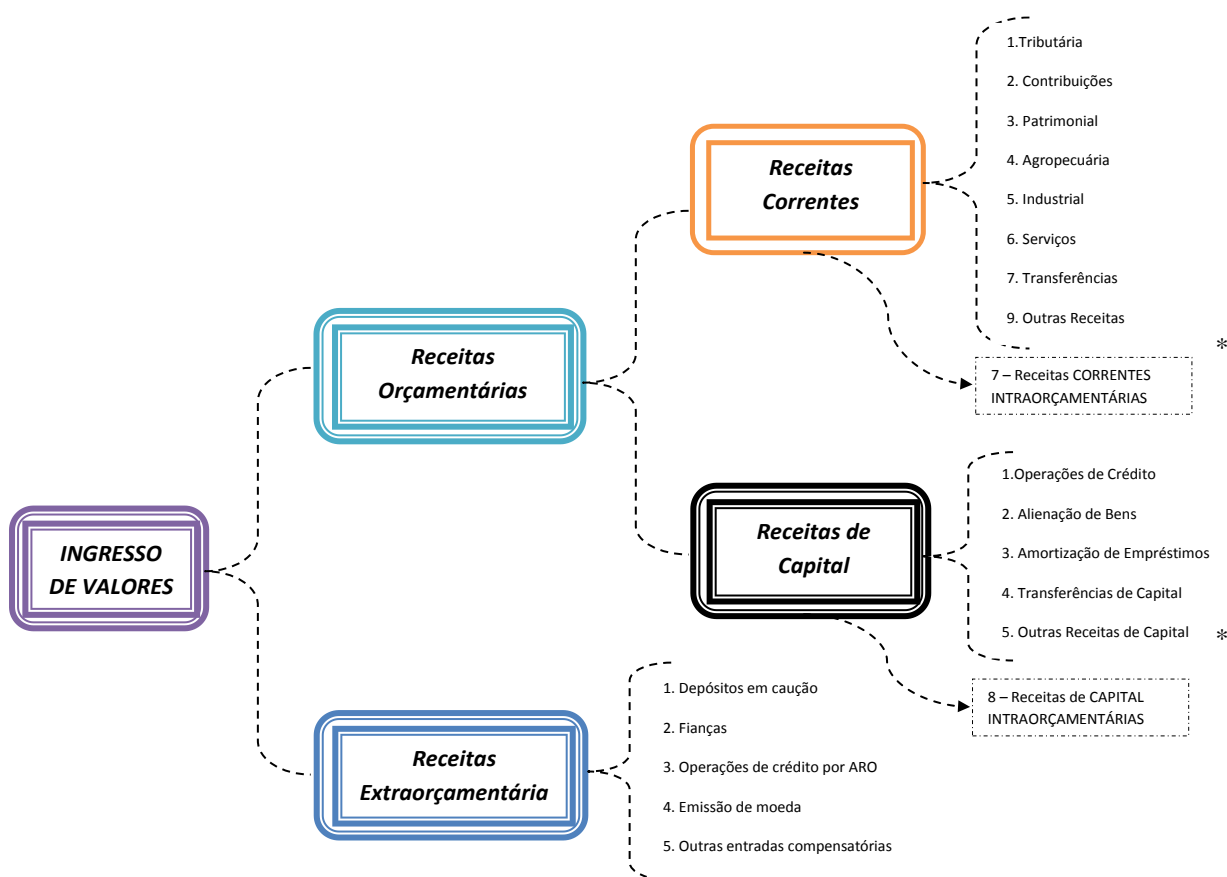 INGRESSO
DE VALORES
Receitas
Orçamentárias
Receitas
Correntes
1.Tributária
2. Contribuições
3. Patrimonial
4. Agropecuária
5. Industrial
6. Serviços
7. Transferências
9. Outras Receitas
*
7 – Receitas CORRENTES
INTRAORÇAMENTÁRIAS
Receitas de
Capital
1.Operações de Crédito
2. Alienação de Bens
3. Amortização de Empréstimos
4. Transferências de Capital
5. Outras Receitas de Capital
*
8 – Receitas de CAPITAL
INTRAORÇAMENTÁRIAS
Receitas
Extraorçamentária
1. Depósitos em caução
2. Fianças
3. Operações de crédito por ARO
4. Emissão de moeda
5. Outras entradas compensatórias